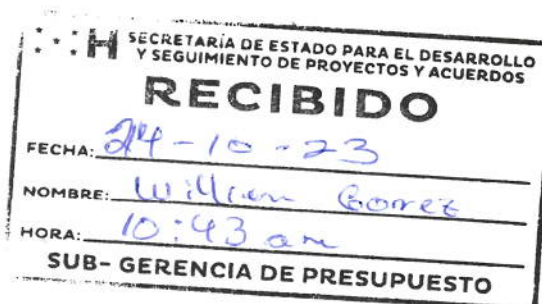 H SECRETARÍA DE ESTADO PARA EL DESARROLLO
Y SEGUIMIENTO DE PROYECTOS Y ACUERDOS
RECIBIDO
FECHA: 24-10-23
NOMBRE: William
HORA: 10:43 am
SUB- GERENCIA DE PRESUPUESTO